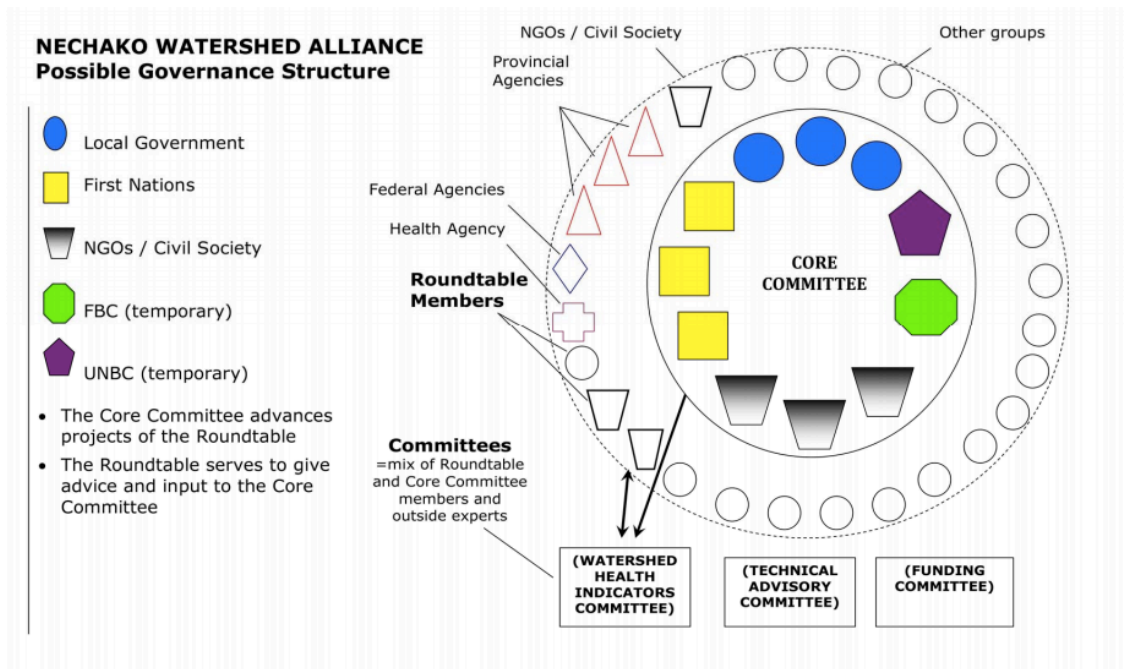 NECHAKO WATERSHED ALLIANCE
Possible Governance Structure
Local Government
First Nations
NGOs / Civil Society
FBC (temporary)
UNBC (temporary)
• The Core Committee advances
projects of the Roundtable
• The Roundtable serves to give
advice and input to the Core
Committee
NGOs / Civil Society
Other groups
Provincial
Agencies
Federal Agencies
Health Agency
Roundtable
Members
CORE
COMMITTEE
Committees
=mix of Roundtable
and Core Committee
members and
outside experts
(WATERSHED
HEALTH
INDICATORS
COMMITTEE)
(TECHNICAL
ADVISORY
COMMITTEE)
(FUNDING
COMMITTEE)